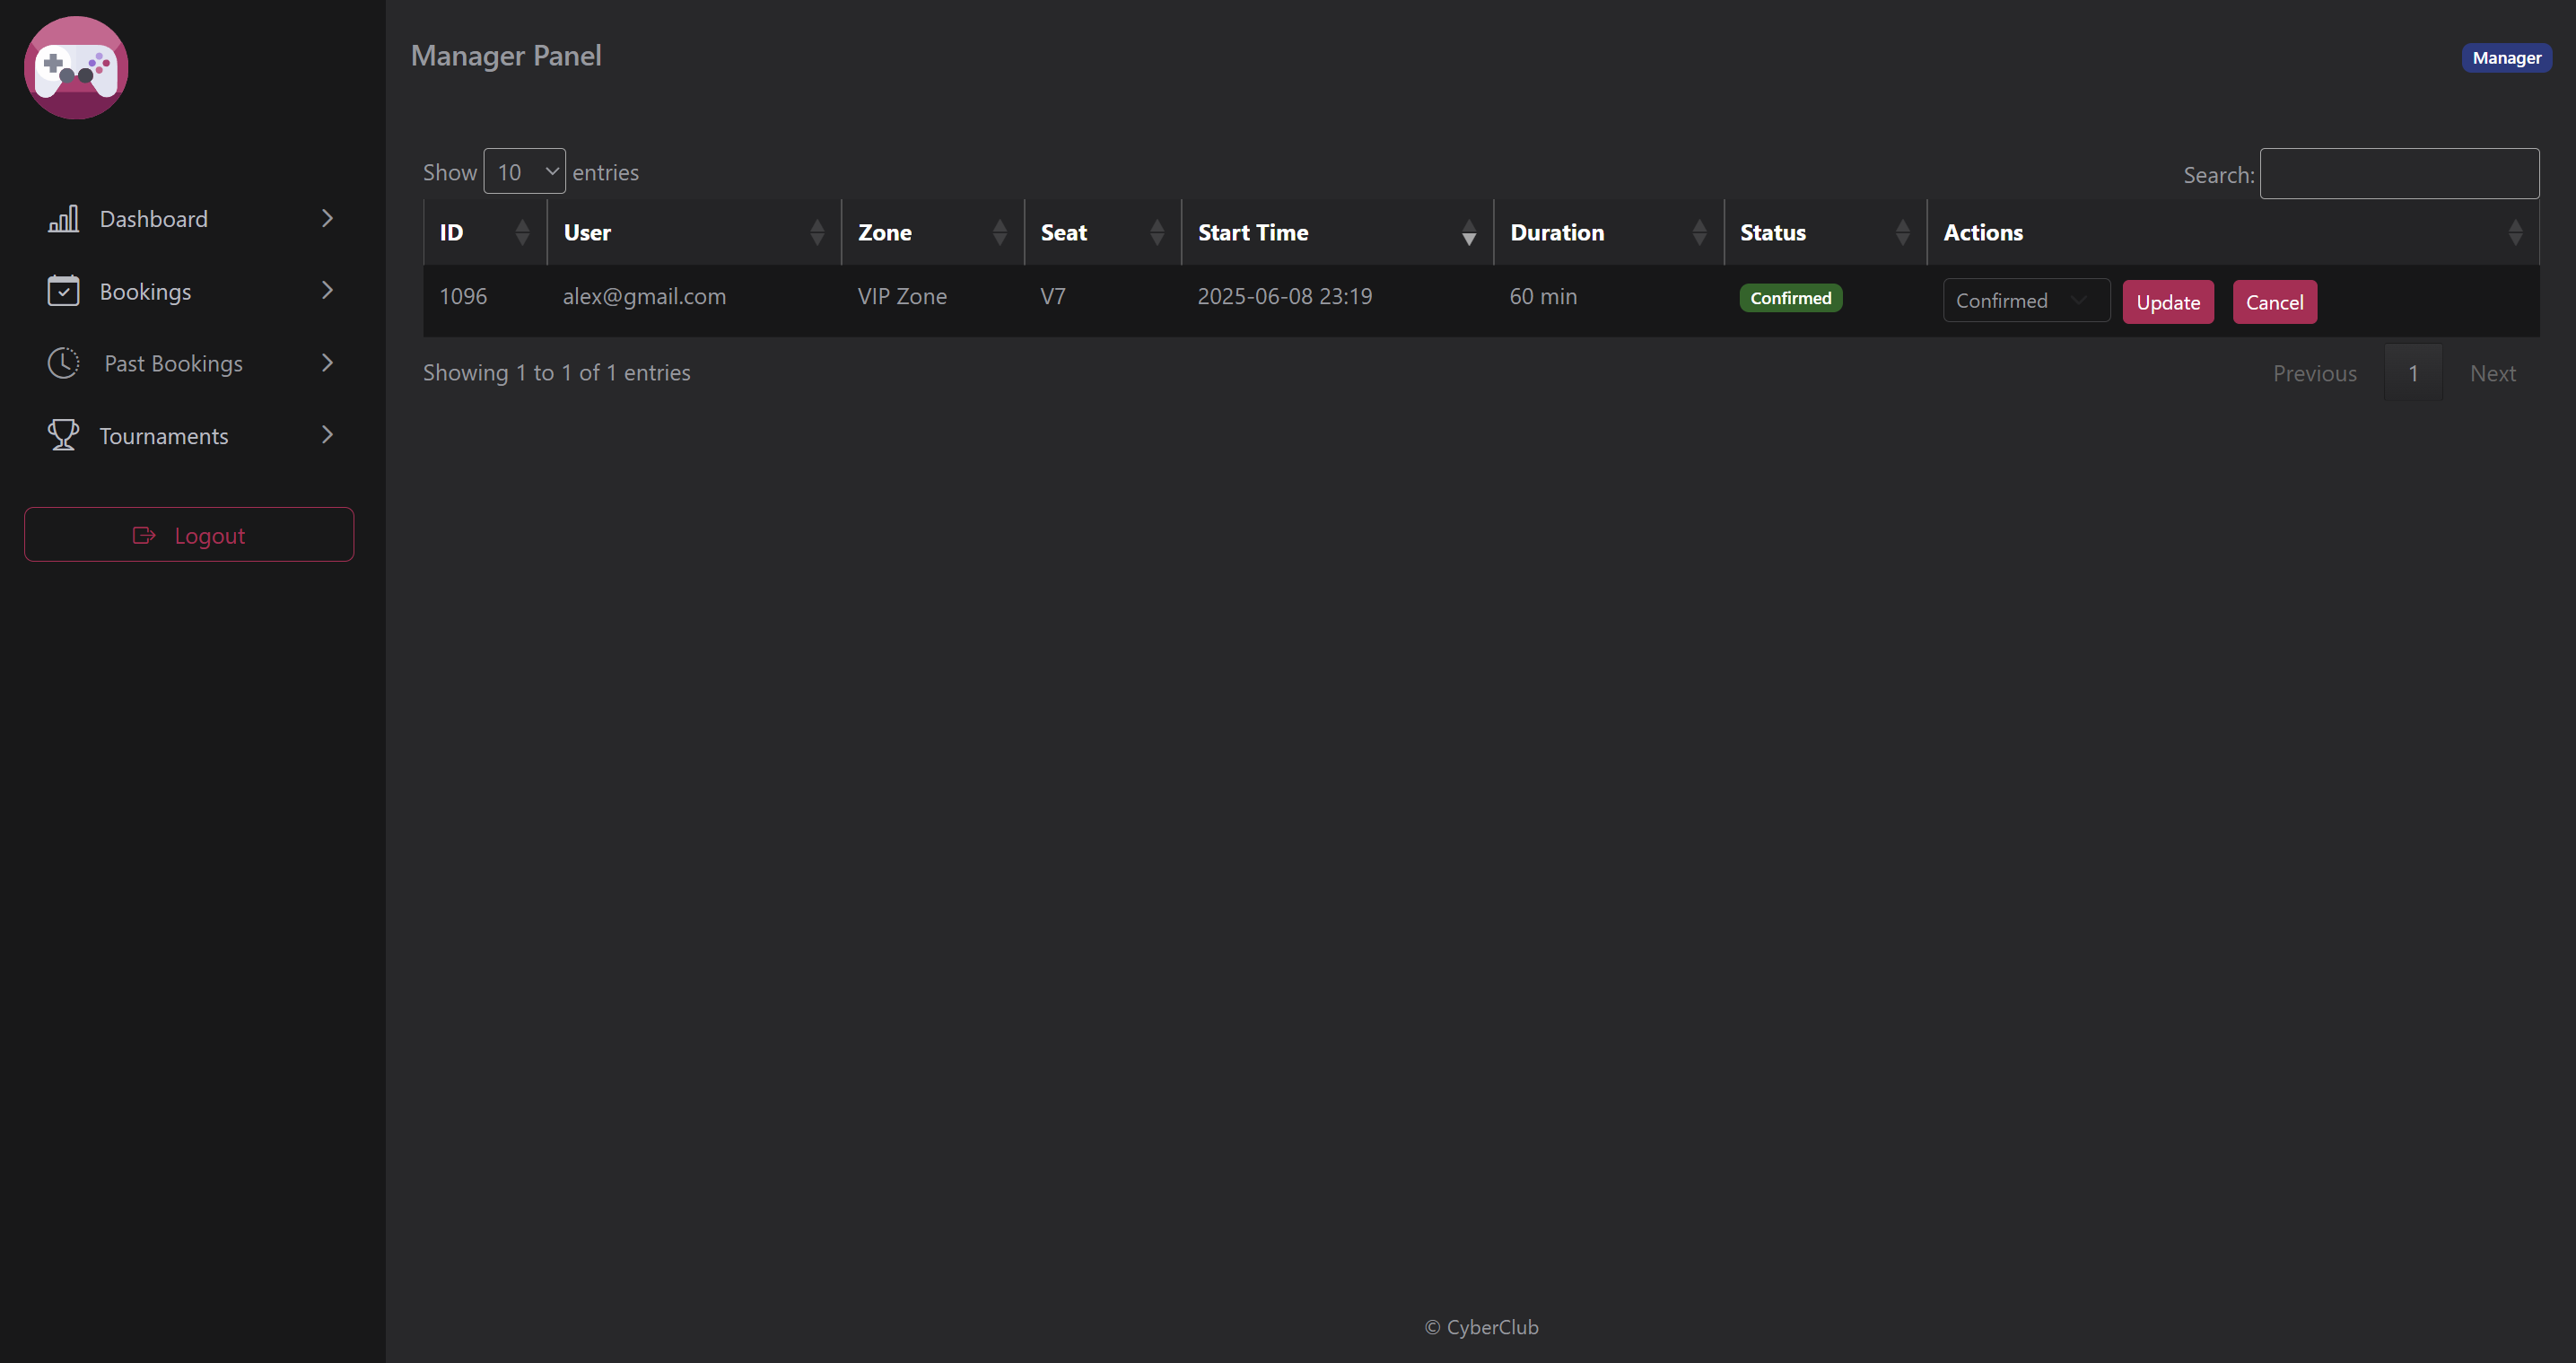 Manager Panel
Manager
Dashboard
Bookings
Past Bookings
Tournaments
Logout
Show 10 entries
Search:
ID User Zone Seat Start Time Duration Status Actions
1096 alex@gmail.com VIP Zone V7 2025-06-08 23:19 60 min Confirmed Confirmed Update Cancel
Showing 1 to 1 of 1 entries
Previous 1 Next
© CyberClub